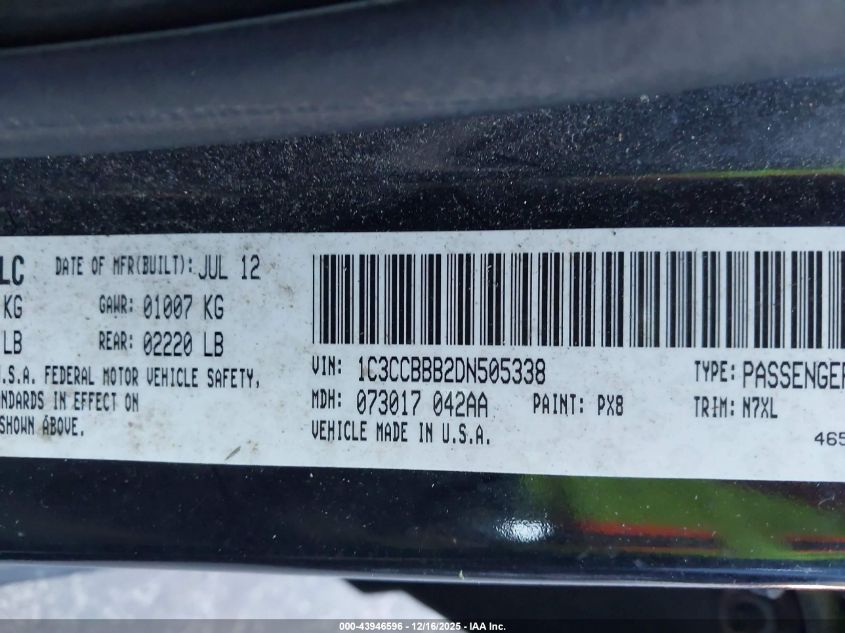 LC DATE OF MFR(BUILT): JUL 12
KG GAWR: 01007 KG
LB REAR: 02220 LB
U.S.A. FEDERAL MOTOR VEHICLE SAFETY,
NDARDS IN EFFECT ON
SHOWN ABOVE.
VIN: 1C3CCBBB2DN505338 TYPE: PASSENGER
MDH: 073017 042AA PAINT: PX8 TRIM: N7XL
VEHICLE MADE IN U.S.A.
465
000-43946596 - 12/16/2025 - IAA Inc.